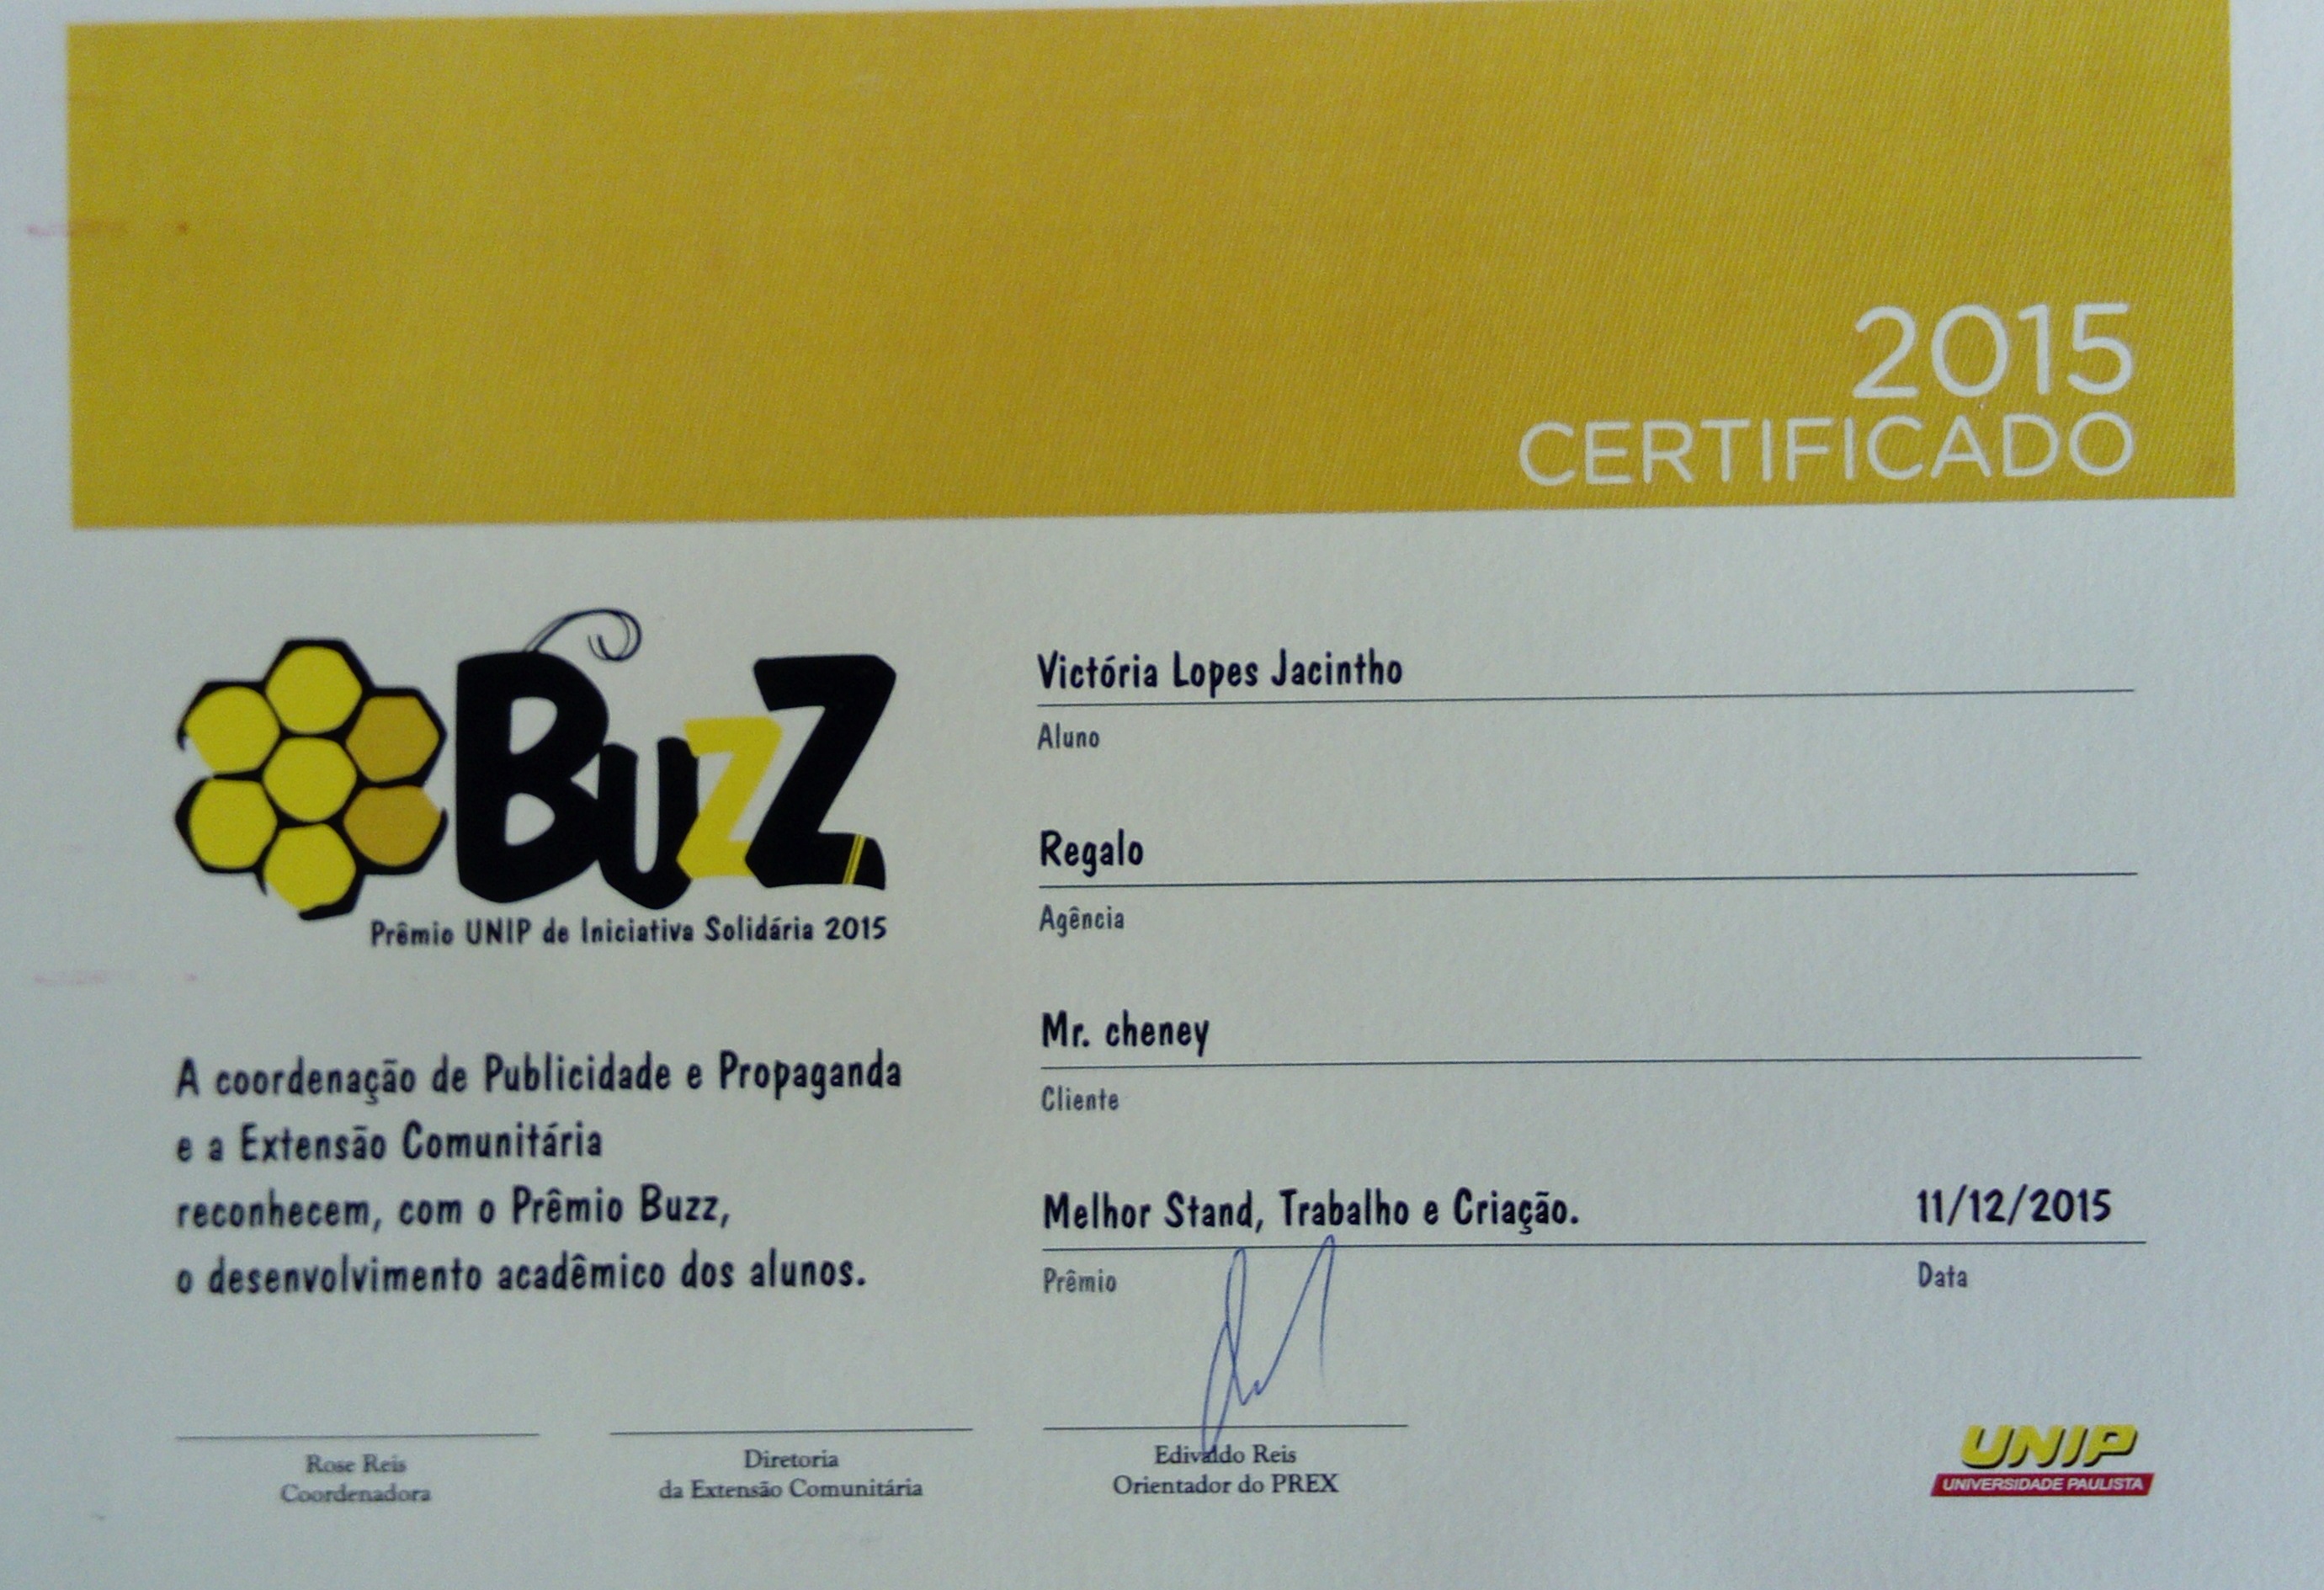 2015
CERTIFICADO
BuzZ
Prêmio UNIP de Iniciativa Solidária 2015
A coordenação de Publicidade e Propaganda
e a Extensão Comunitária
reconhecem, com o Prêmio Buzz,
o desenvolvimento acadêmico dos alunos.
Victória Lopes Jacintho
Aluno
Regalo
Agência
Mr. cheney
Cliente
Melhor Stand, Trabalho e Criação. 11/12/2015
Prêmio Data
Rose Reis
Coordenadora
Diretoria
da Extensão Comunitária
Edivaldo Reis
Orientador do PREX
UNIP
UNIVERSIDADE PAULISTA